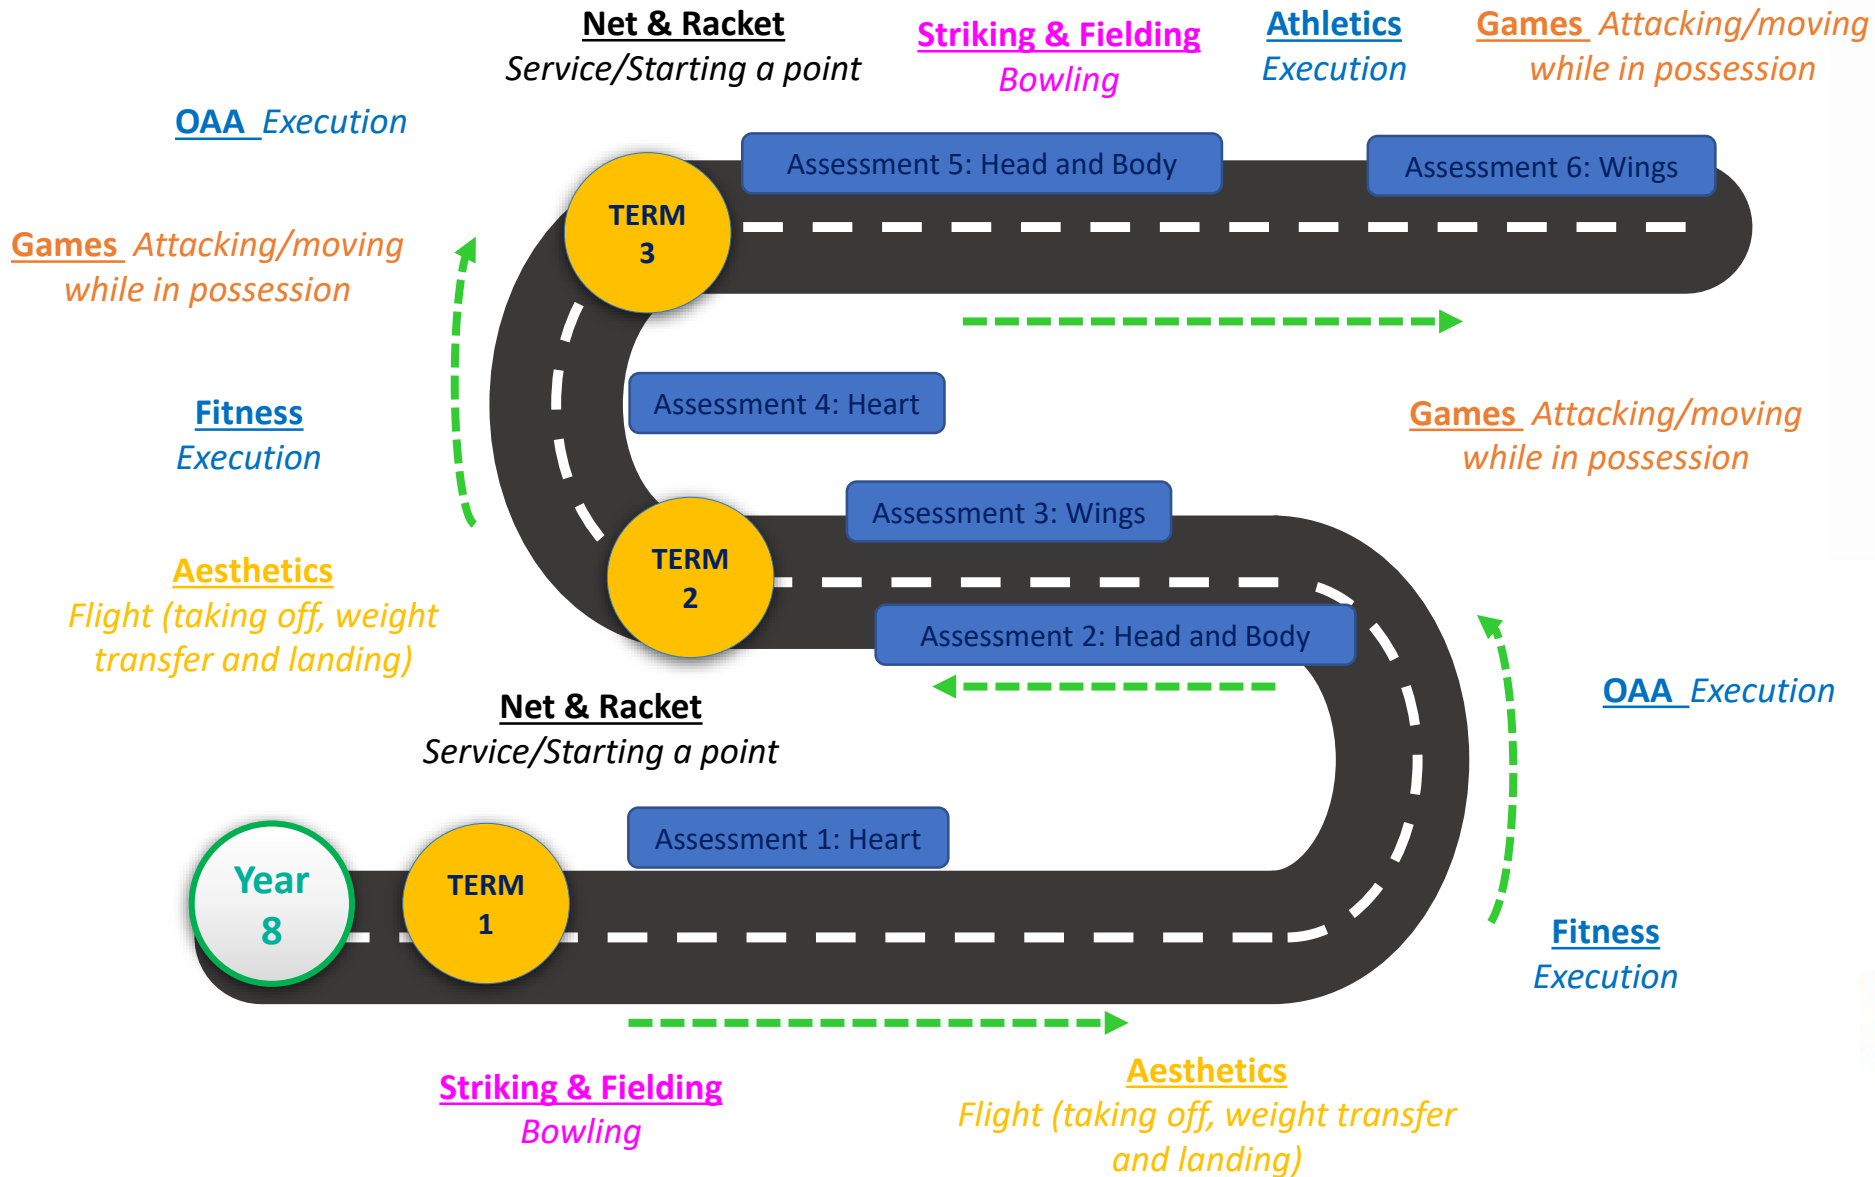 Net & Racket
Service/Starting a point
Striking & Fielding
Bowling
Athletics
Execution
Games Attacking/moving
while in possession
OAA Execution
Assessment 5: Head and Body
Assessment 6: Wings
TERM
3
Games Attacking/moving
while in possession
Assessment 4: Heart
Fitness
Execution
Games Attacking/moving
while in possession
Assessment 3: Wings
TERM
2
Aesthetics
Flight (taking off, weight
transfer and landing)
Assessment 2: Head and Body
OAA Execution
Net & Racket
Service/Starting a point
Assessment 1: Heart
Year
8
TERM
1
Fitness
Execution
Striking & Fielding
Bowling
Aesthetics
Flight (taking off, weight transfer
and landing)